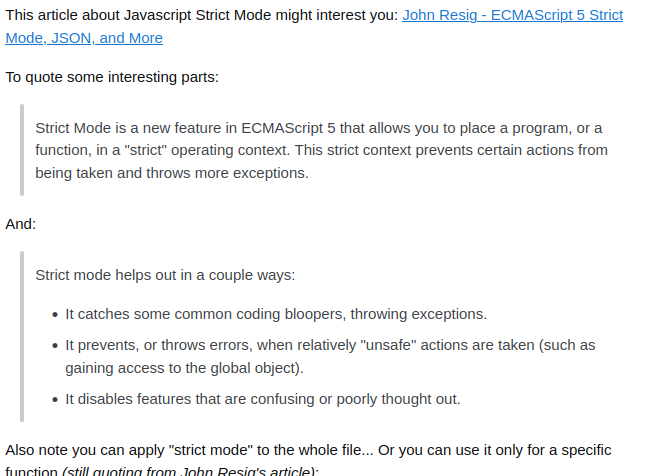 This article about Javascript Strict Mode might interest you: John Resig - ECMAScript 5 Strict
Mode, JSON, and More
To quote some interesting parts:
Strict Mode is a new feature in ECMAScript 5 that allows you to place a program, or a
function, in a "strict" operating context. This strict context prevents certain actions from
being taken and throws more exceptions.
And:
Strict mode helps out in a couple ways:
• It catches some common coding bloopers, throwing exceptions.
• It prevents, or throws errors, when relatively "unsafe" actions are taken (such as
gaining access to the global object).
• It disables features that are confusing or poorly thought out.
Also note you can apply "strict mode" to the whole file... Or you can use it only for a specific
function (still quoting from John Resig's article):